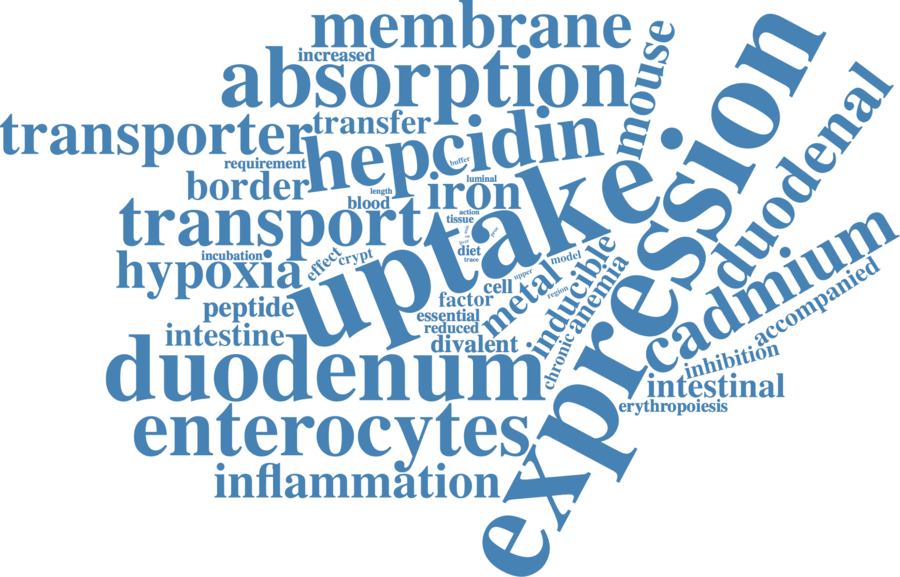 membrane
increased
absorption
mouse
expression
transporter
transfer
hepcidin
buffer
duodenal
requirement
border
length
luminal
blood
iron
transport
action
tissue
uptake
cadmium
incubation
effect
crypt
diet
trace
hypoxia
model
upper
cell
metal
region
inducible
anemia
accompanied
peptide
factor
essential
reduced
intestine
divalent
chronic
inhibition
duodenum
intestinal
erythropoiesis
enterocytes
inflammation